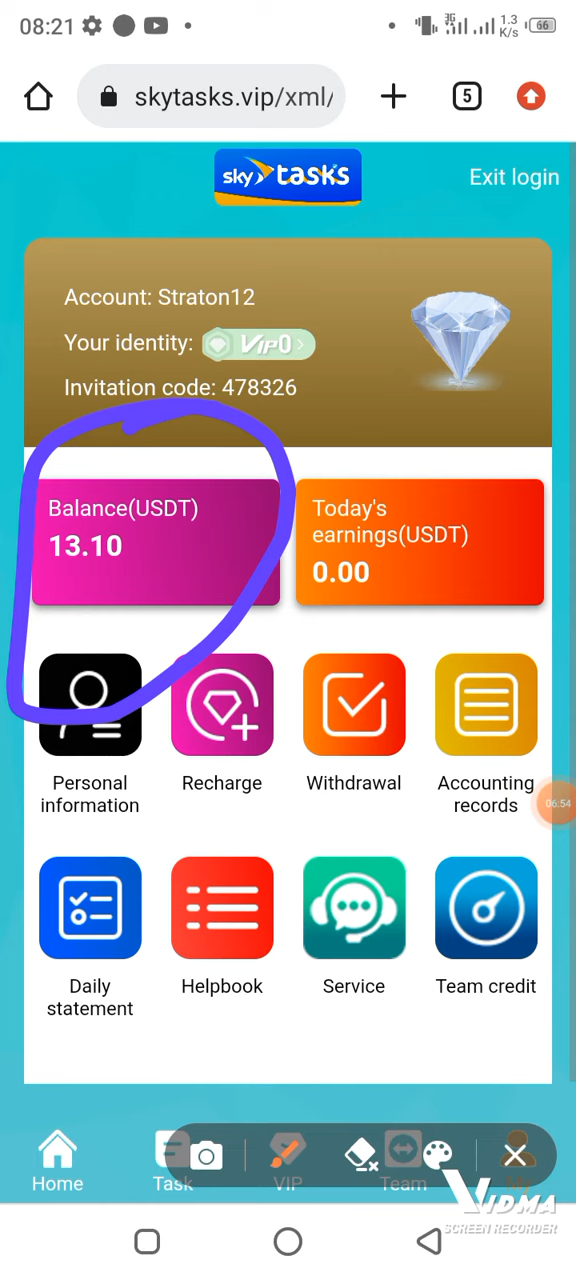 08:21
3G
1.3
K/s
66
skytasks.vip/xml/
5
sky tasks
Exit login
Account: Straton12
Your identity: VIP0
Invitation code: 478326
Balance(USDT)
13.10
Today's
earnings(USDT)
0.00
Personal
information
Recharge
Withdrawal
Accounting
records
06:54
Daily
statement
Helpbook
Service
Team credit
Home
Task
VIP
Team
My
VIDMA
SCREEN RECORDER